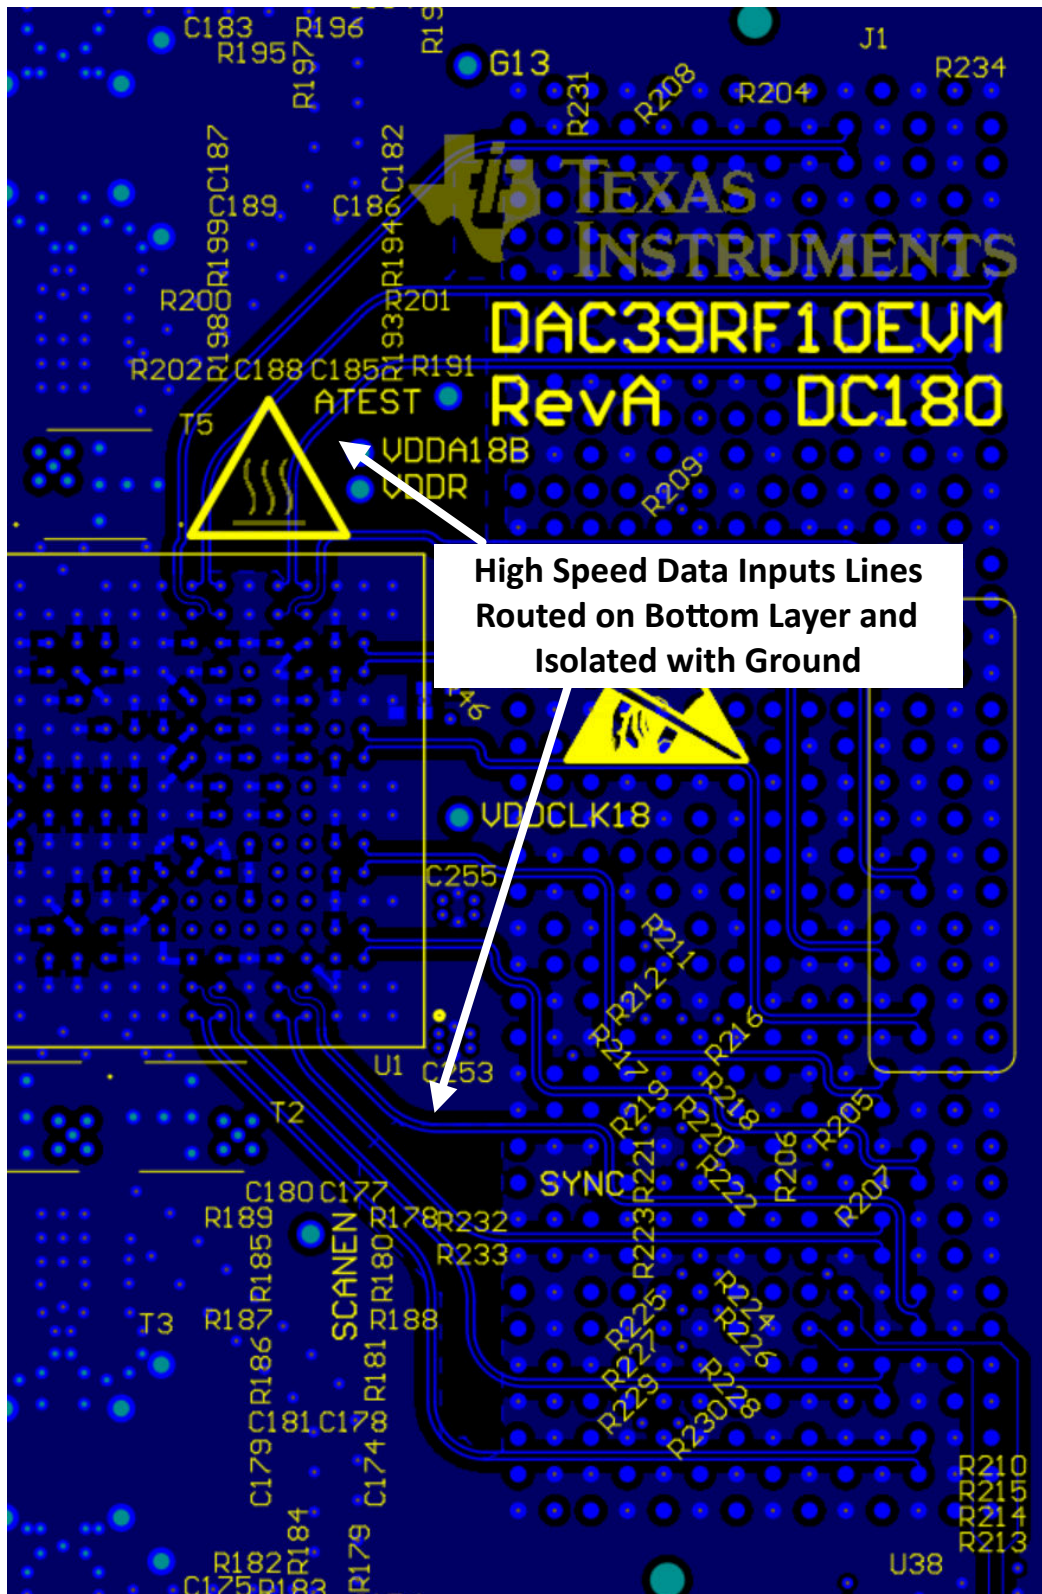 C183
R196
R195
R197
G13
J1
R234
R231
R208
R204
C187
C182
TEXAS
INSTRUMENTS
C189
C186
R199
R194
R200
R201
R198
R193
DAC39RF10EVM
R202
C188
C185
R191
ATEST
RevA DC180
T5
VDDA18B
VDDR
R209
High Speed Data Inputs Lines
Routed on Bottom Layer and
Isolated with Ground
VDDCLK18
C255
R211
R212
R216
R217
U1
C253
R219
R218
R205
T2
R220
R221
R206
SYNC
R222
R207
C180
C177
R189
R178
R232
R233
R223
R185
R180
SCANEN
R187
R188
T3
R224
R225
R226
R186
R181
R227
R228
R229
R230
C181
C178
C179
C174
R210
R215
R214
R213
R184
R179
R182
U38
C175
R183